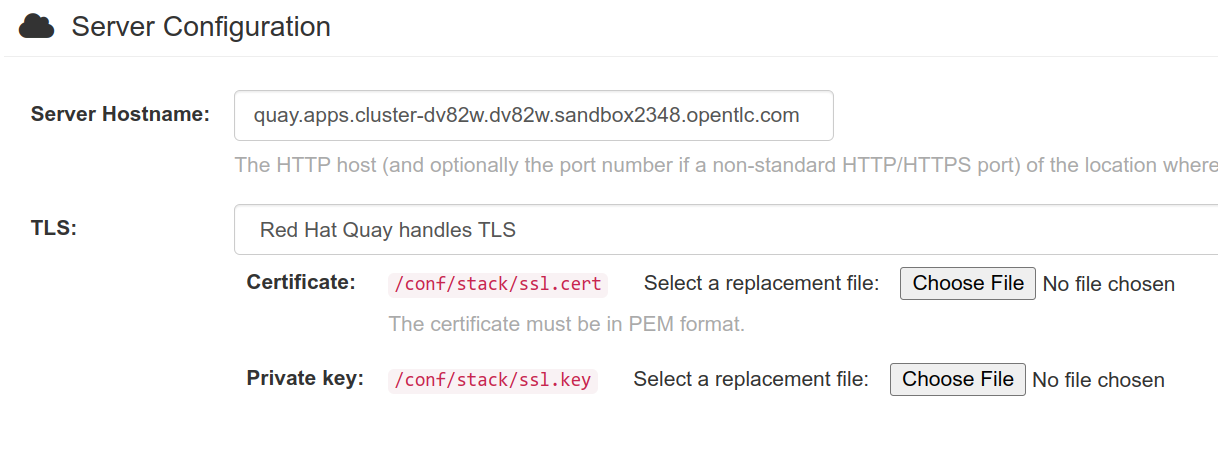 Server Configuration
Server Hostname: quay.apps.cluster-dv82w.dv82w.sandbox2348.opentlc.com
The HTTP host (and optionally the port number if a non-standard HTTP/HTTPS port) of the location where
TLS: Red Hat Quay handles TLS
Certificate: /conf/stack/ssl.cert Select a replacement file: Choose File No file chosen
The certificate must be in PEM format.
Private key: /conf/stack/ssl.key Select a replacement file: Choose File No file chosen